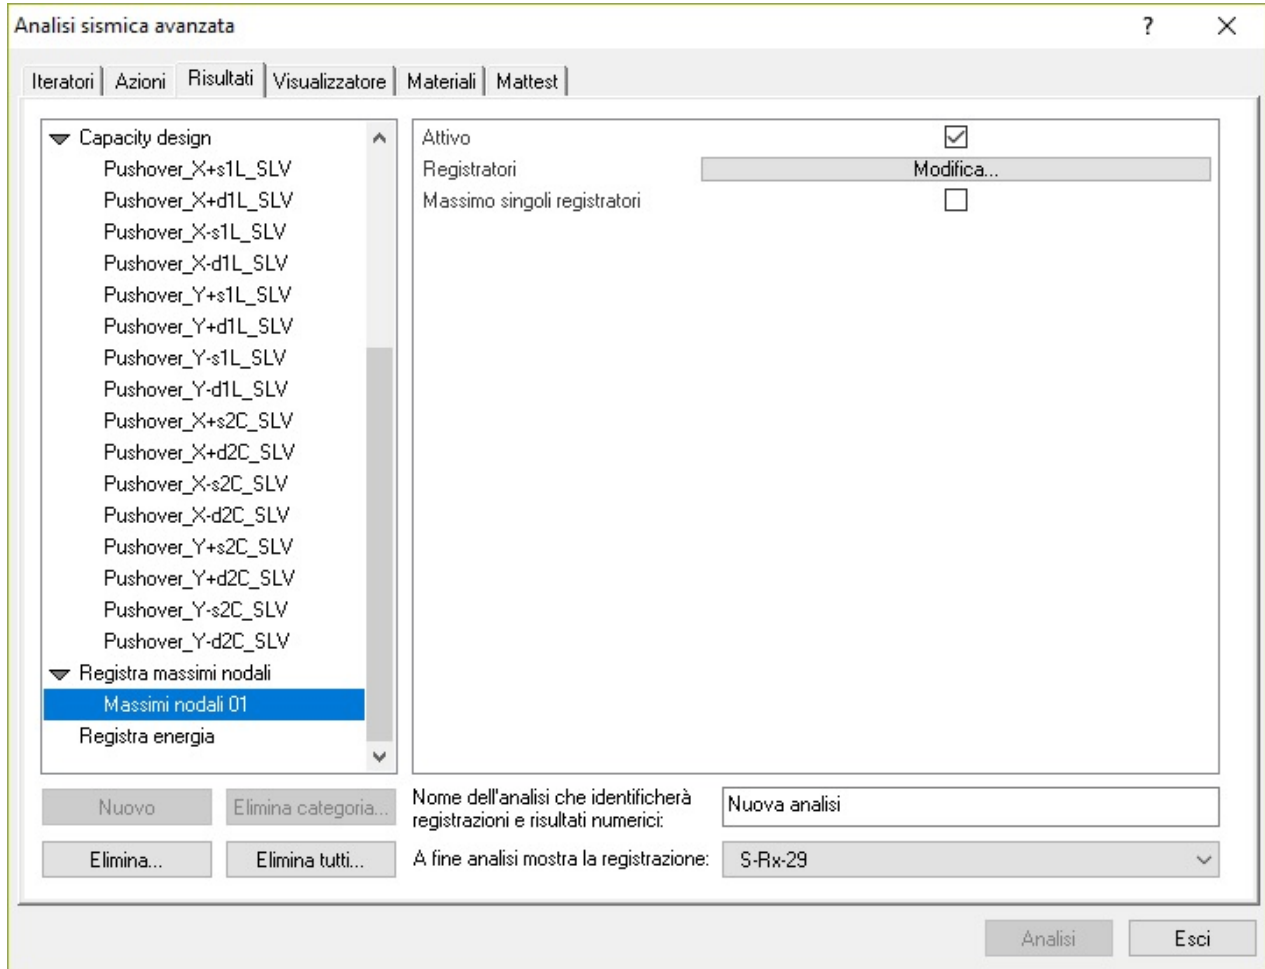 Analisi sismica avanzata
?
Iteratori Azioni Risultati Visualizzatore Materiali Mattest
Capacity design
Pushover_X+s1L_SLV
Pushover_X+d1L_SLV
Pushover_X-s1L_SLV
Pushover_X-d1L_SLV
Pushover_Y+s1L_SLV
Pushover_Y+d1L_SLV
Pushover_Y-s1L_SLV
Pushover_Y-d1L_SLV
Pushover_X+s2C_SLV
Pushover_X+d2C_SLV
Pushover_X-s2C_SLV
Pushover_X-d2C_SLV
Pushover_Y+s2C_SLV
Pushover_Y+d2C_SLV
Pushover_Y-s2C_SLV
Pushover_Y-d2C_SLV
Registra massimi nodali
Massimi nodali 01
Registra energia
Attivo
Registratori Modifica...
Massimo singoli registratori
Nuovo Elimina categoria...
Elimina... Elimina tutti...
Nome dell'analisi che identificherà
registrazioni e risultati numerici:
Nuova analisi
A fine analisi mostra la registrazione: S-Rx-29
Analisi Esci